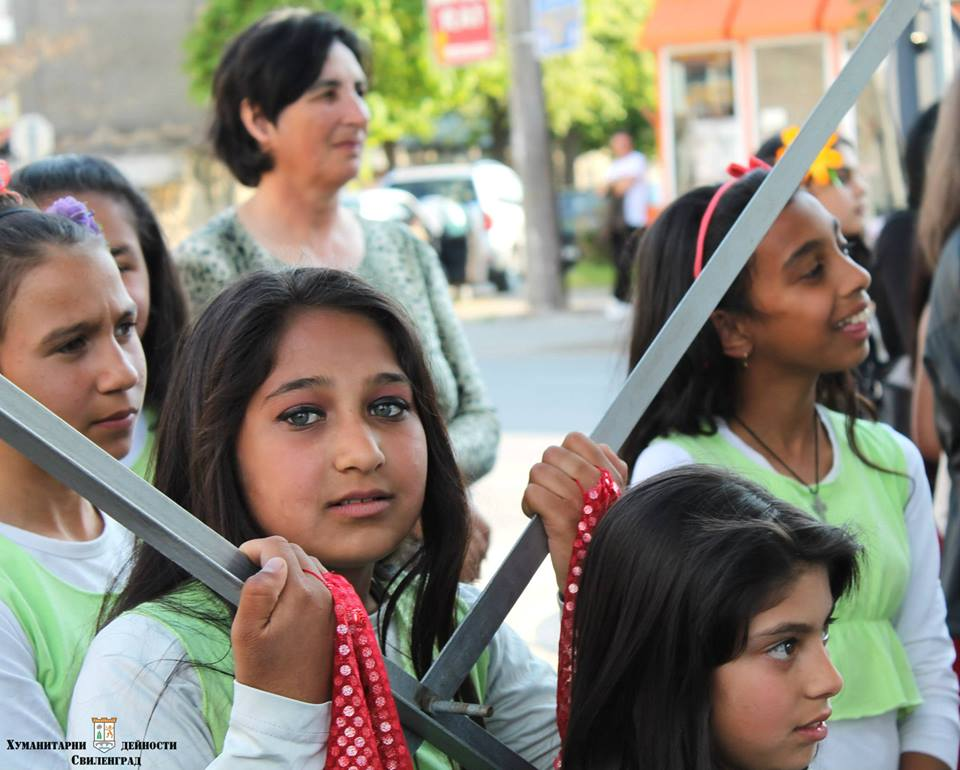 Хуманитарни дейности
Свиленград